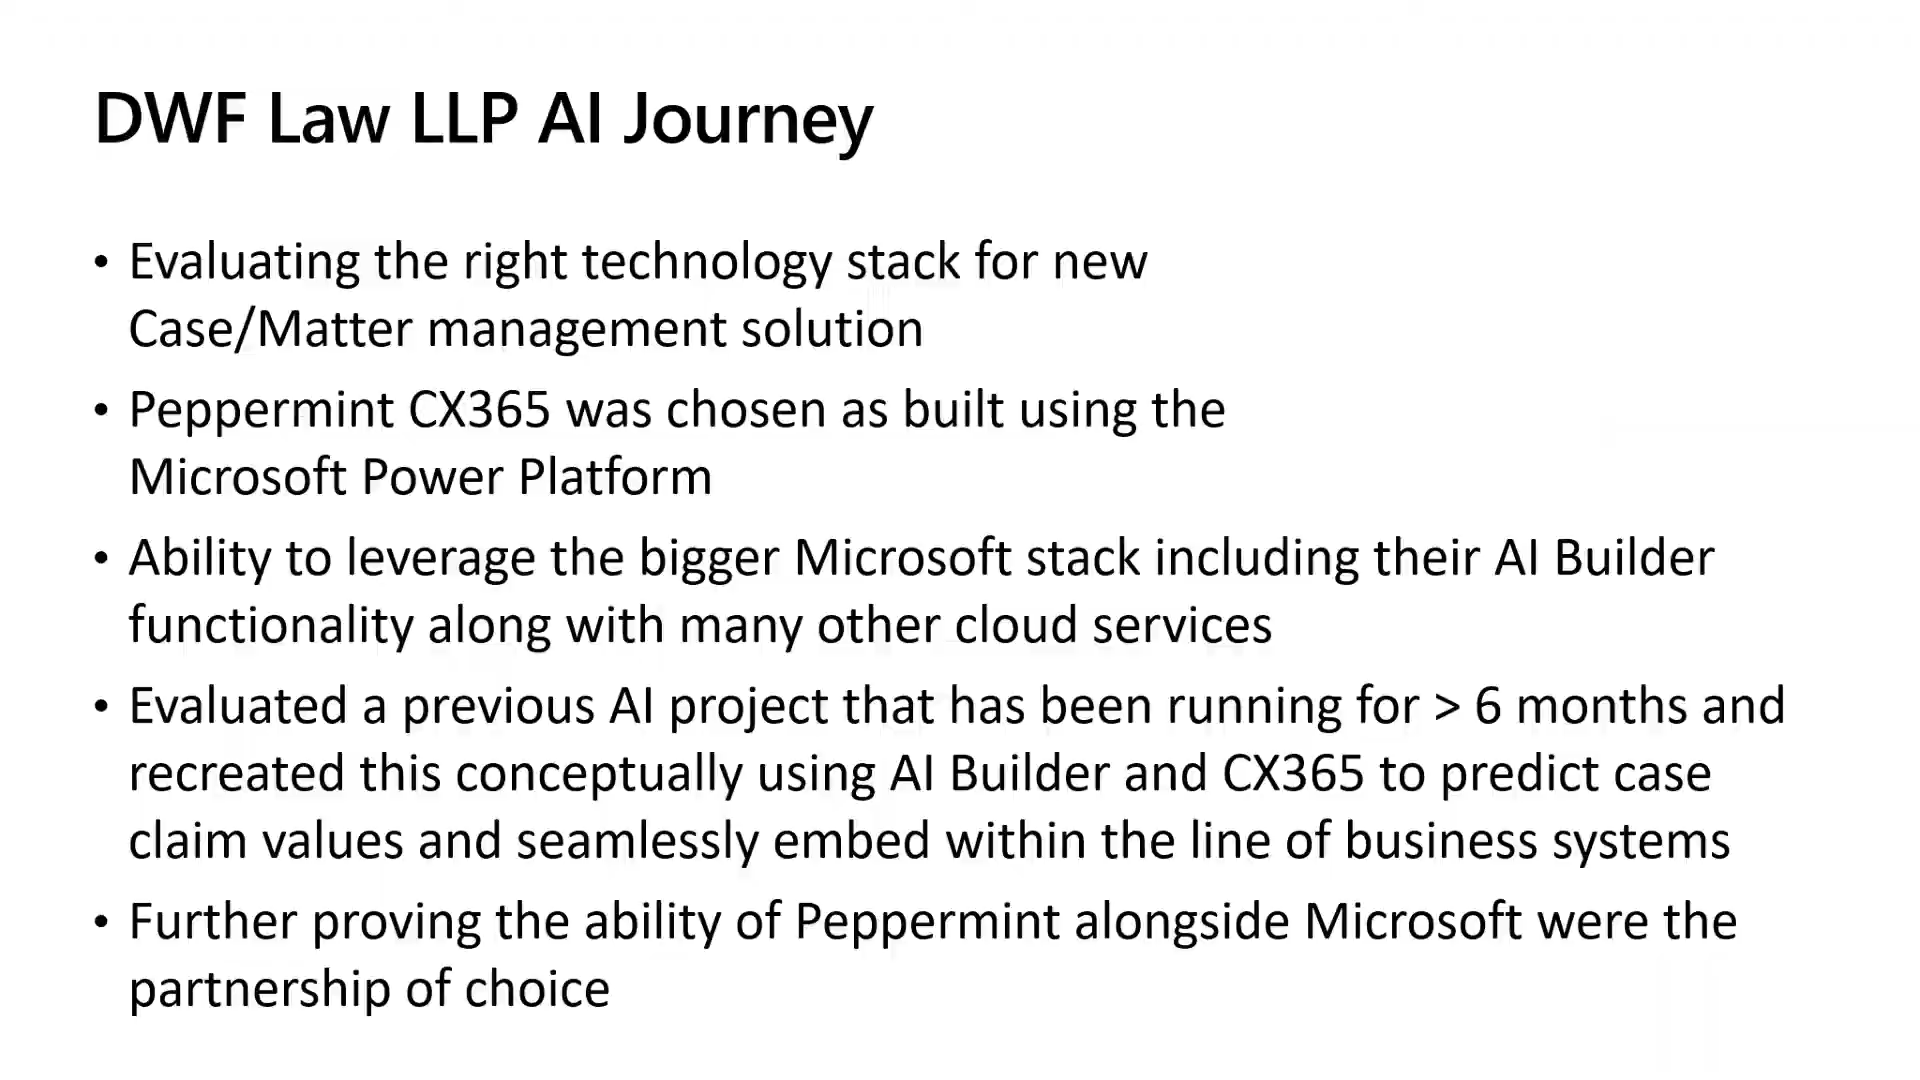 DWF Law LLP AI Journey
• Evaluating the right technology stack for new
Case/Matter management solution
• Peppermint CX365 was chosen as built using the
Microsoft Power Platform
• Ability to leverage the bigger Microsoft stack including their AI Builder
functionality along with many other cloud services
• Evaluated a previous AI project that has been running for > 6 months and
recreated this conceptually using AI Builder and CX365 to predict case
claim values and seamlessly embed within the line of business systems
• Further proving the ability of Peppermint alongside Microsoft were the
partnership of choice